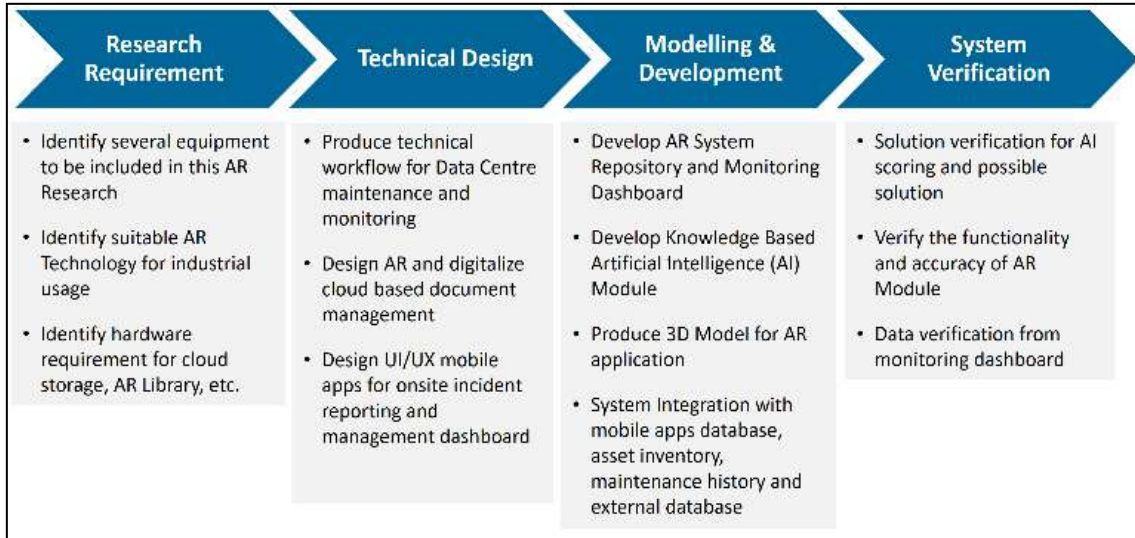 Research
Requirement
Technical Design
Modelling &
Development
System
Verification
• Identify several equipment
to be included in this AR
Research
• Identify suitable AR
Technology for industrial
usage
• Identify hardware
requirement for cloud
storage, AR Library, etc.
• Produce technical
workflow for Data Centre
maintenance and
monitoring
• Design AR and digitalize
cloud based document
management
• Design UI/UX mobile
apps for onsite incident
reporting and
management dashboard
• Develop AR System
Repository and Monitoring
Dashboard
• Develop Knowledge Based
Artificial Intelligence (AI)
Module
• Produce 3D Model for AR
application
• System Integration with
mobile apps database,
asset inventory,
maintenance history and
external database
• Solution verification for AI
scoring and possible
solution
• Verify the functionality
and accuracy of AR
Module
• Data verification from
monitoring dashboard